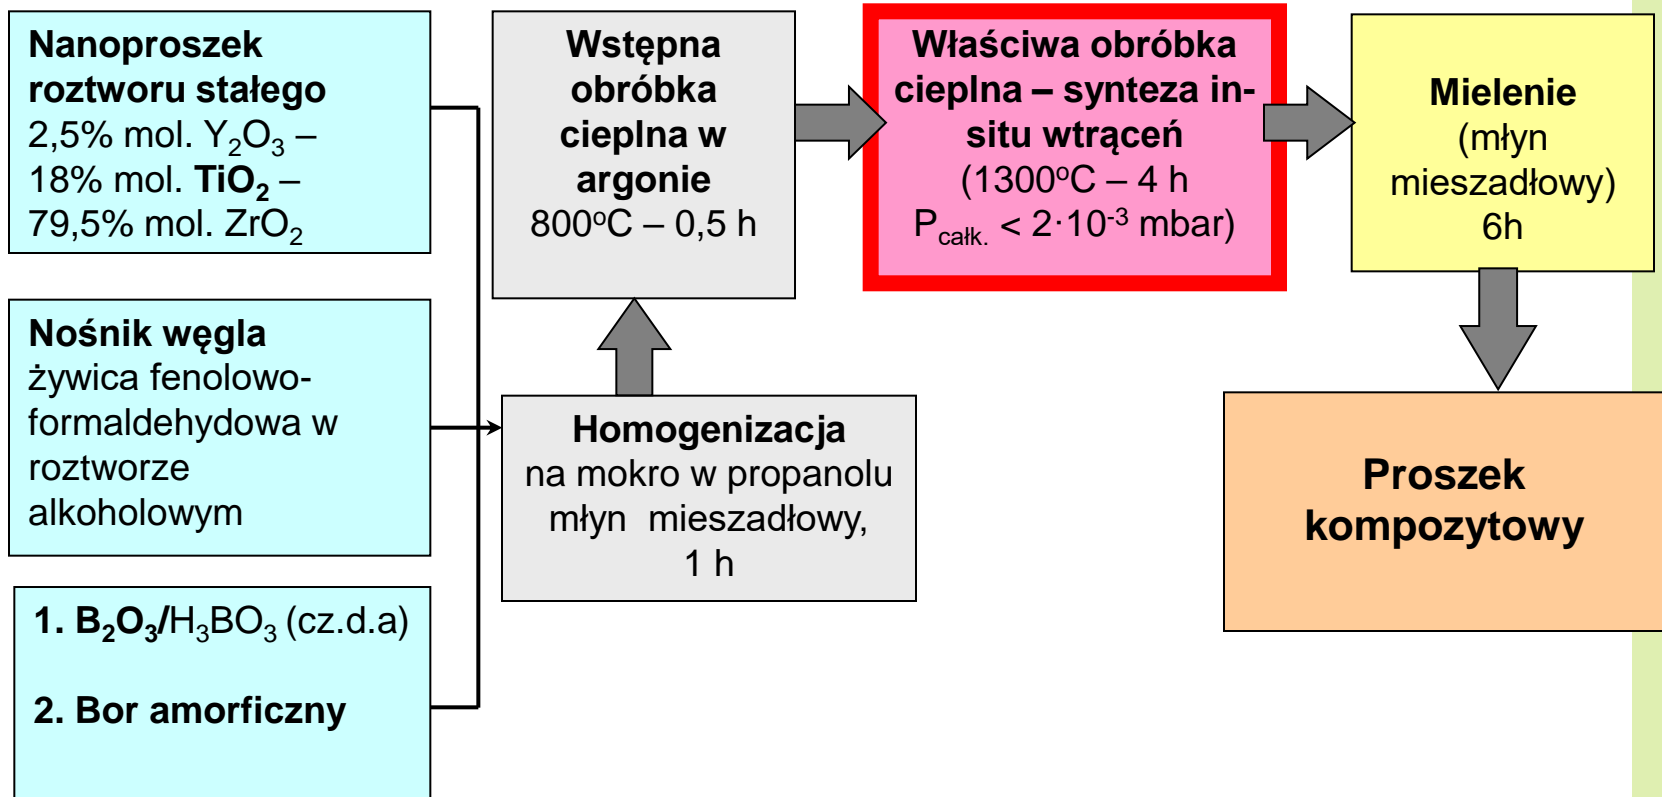 Nanoproszek
roztworu stałego
2,5% mol. Y₂O₃ –
18% mol. TiO₂ –
79,5% mol. ZrO₂
Nośnik węgla
żywica fenolowo-
formaldehydowa w
roztworze
alkoholowym
1. B₂O₃/H₃BO₃ (cz.d.a)
2. Bor amorficzny
Homogenizacja
na mokro w propanolu
młyn mieszadłowy,
1 h
Wstępna
obróbka
cieplna w
argonie
800ºC – 0,5 h
Właściwa obróbka
cieplna – synteza in-
situ wtrąceń
(1300ºC – 4 h
Pcałk. < 2·10⁻³ mbar)
Mielenie
(młyn
mieszadłowy)
6h
Proszek
kompozytowy